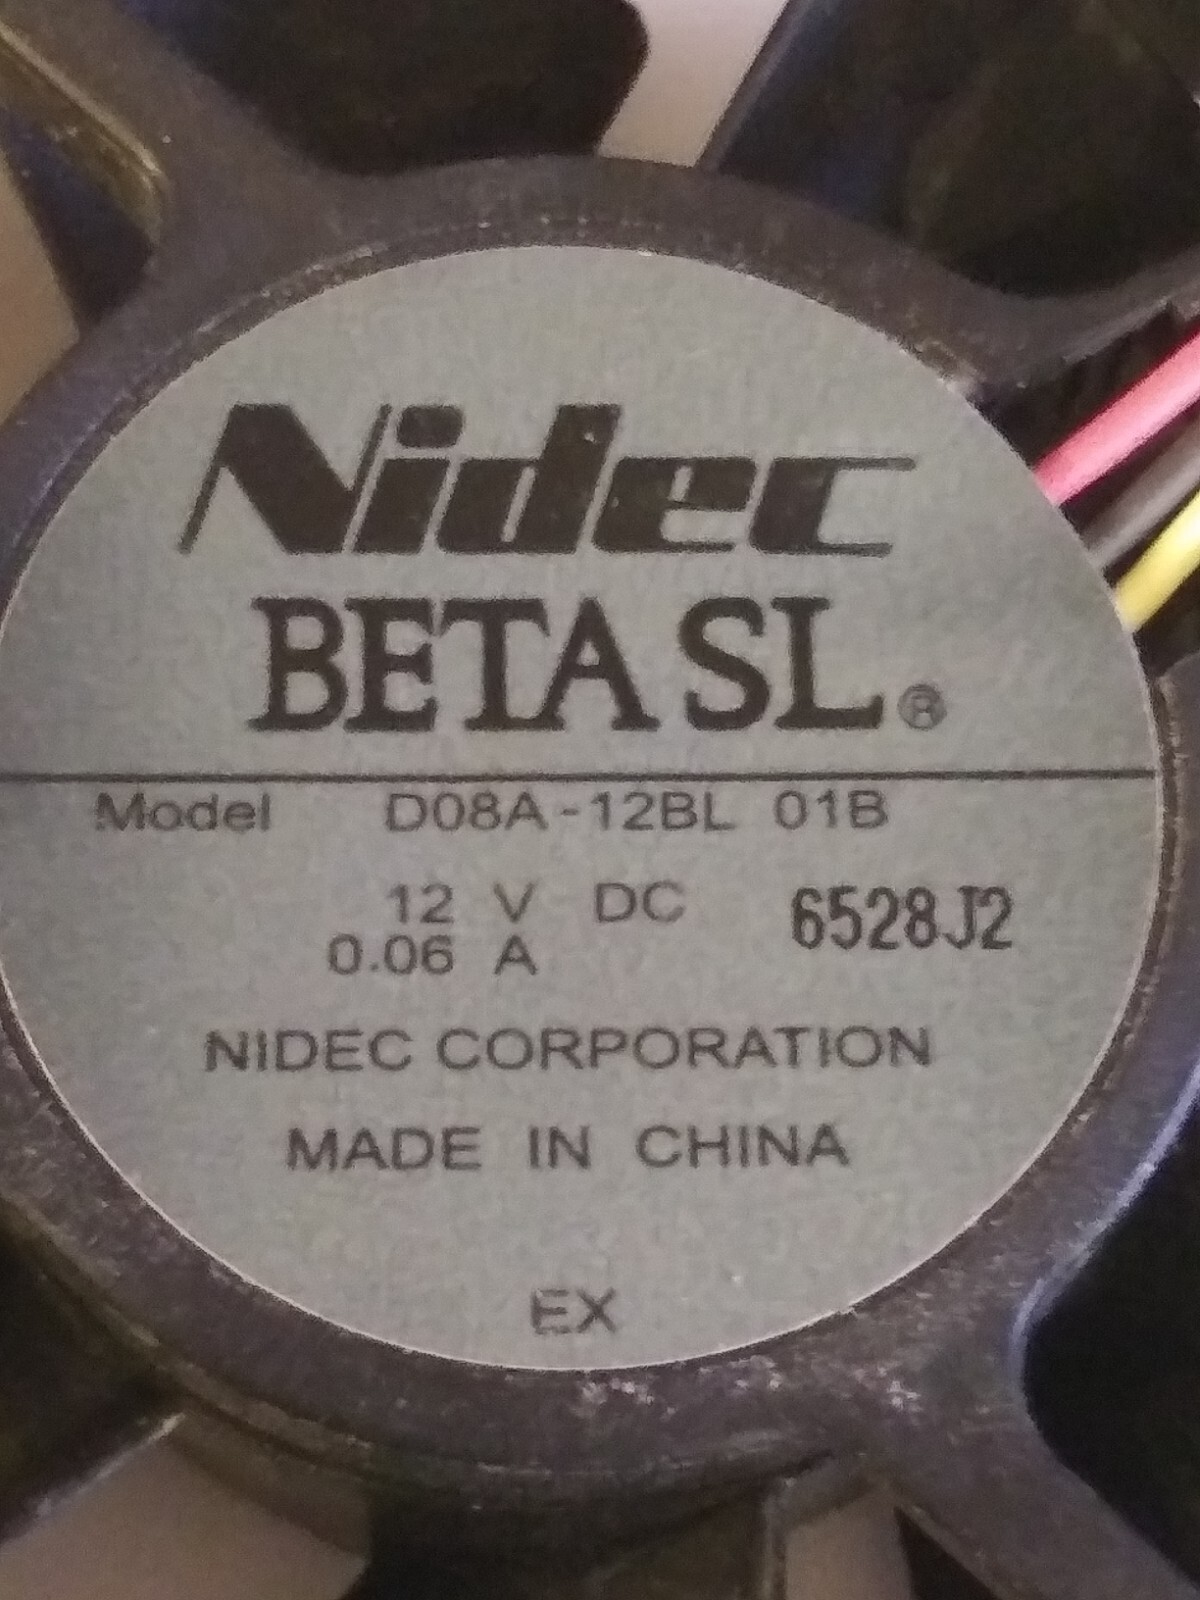 Nidec
BETA SL®
Model D08A-12BL 01B
12 V DC 6528J2
0.06 A
NIDEC CORPORATION
MADE IN CHINA
EX